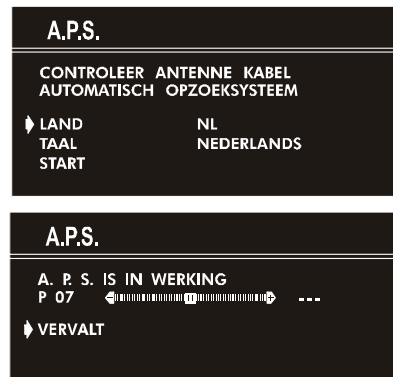 A.P.S.
CONTROLEER ANTENNE KABEL
AUTOMATISCH OPZOEKSYSTEEM
LAND NL
TAAL NEDERLANDS
START
A.P.S.
A. P. S. IS IN WERKING
P 07 ---
VERVALT